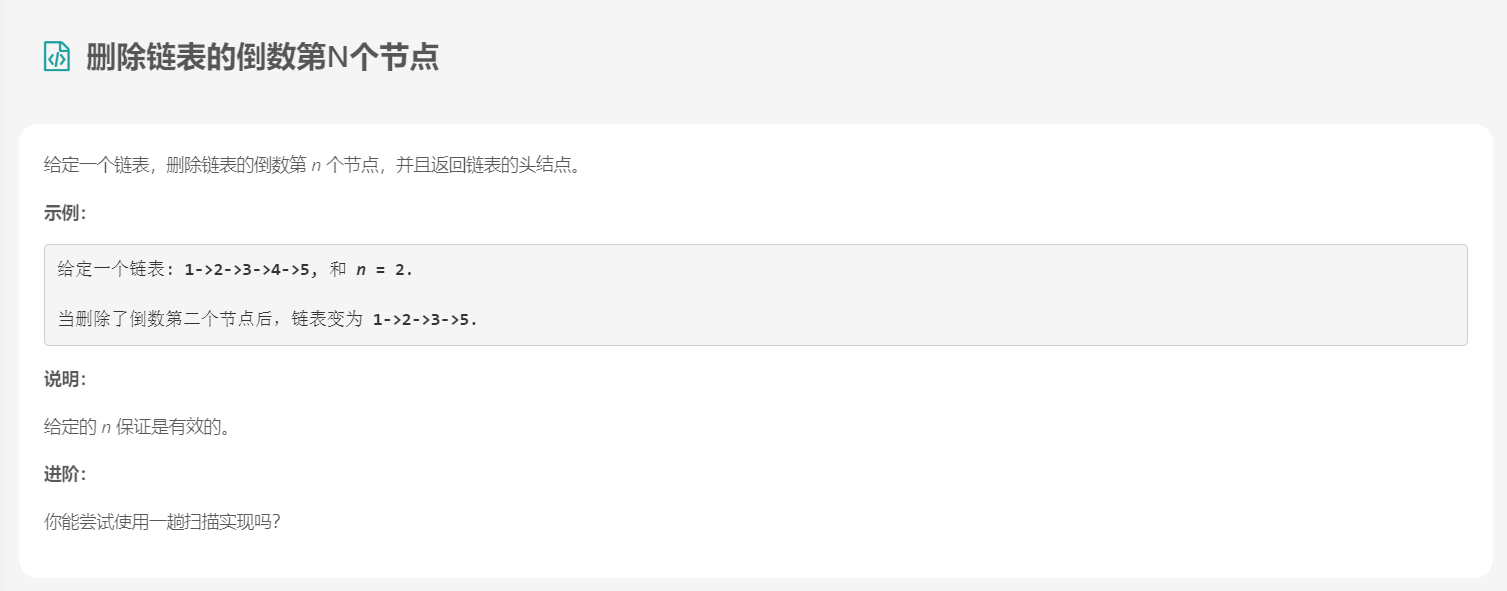 删除链表的倒数第N个节点
给定一个链表，删除链表的倒数第 n 个节点，并且返回链表的头结点。
示例：
给定一个链表: 1->2->3->4->5, 和 n = 2.
当删除了倒数第二个节点后，链表变为 1->2->3->5.
说明：
给定的 n 保证是有效的。
进阶：
你能尝试使用一趟扫描实现吗？